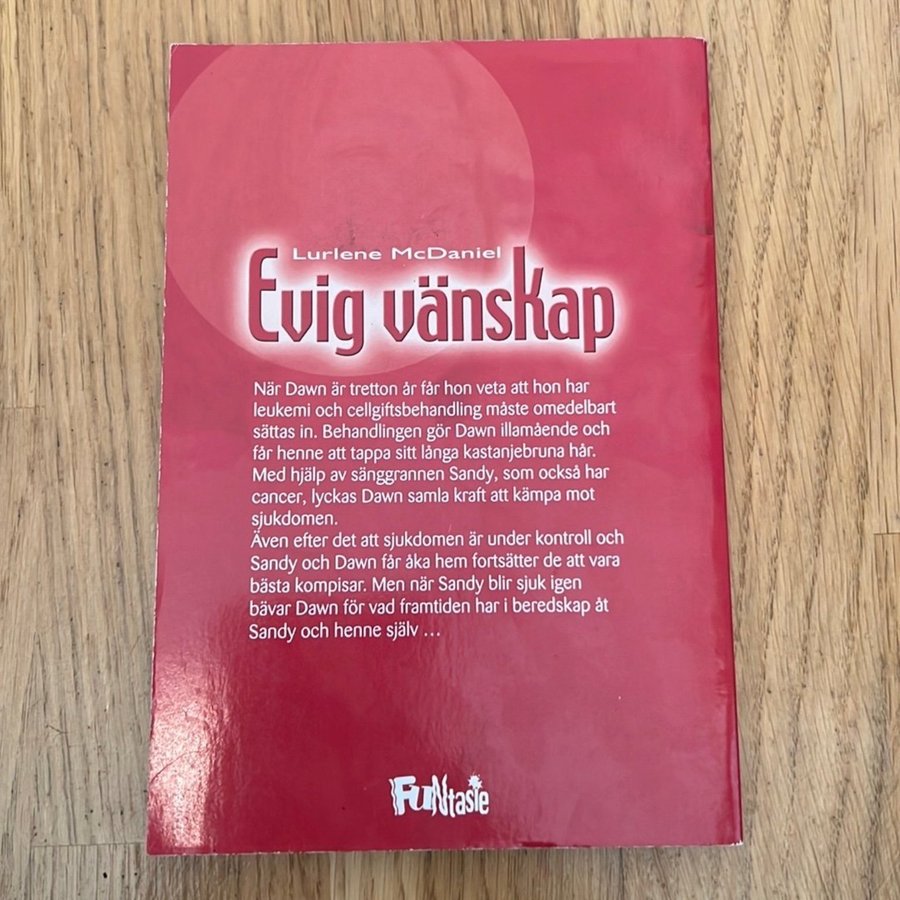 Lurlene McDaniel
Evig vänskap
När Dawn är tretton år får hon veta att hon har
leukemi och cellgiftsbehandling måste omedelbart
sättas in. Behandlingen gör Dawn illamående och
får henne att tappa sitt långa kastanjebruna hår.
Med hjälp av sänggrannen Sandy, som också har
cancer, lyckas Dawn samla kraft att kämpa mot
sjukdomen.
Även efter det att sjukdomen är under kontroll och
Sandy och Dawn får åka hem fortsätter de att vara
bästa kompisar. Men när Sandy blir sjuk igen
bävar Dawn för vad framtiden har i beredskap åt
Sandy och henne själv ...
FUNtasie